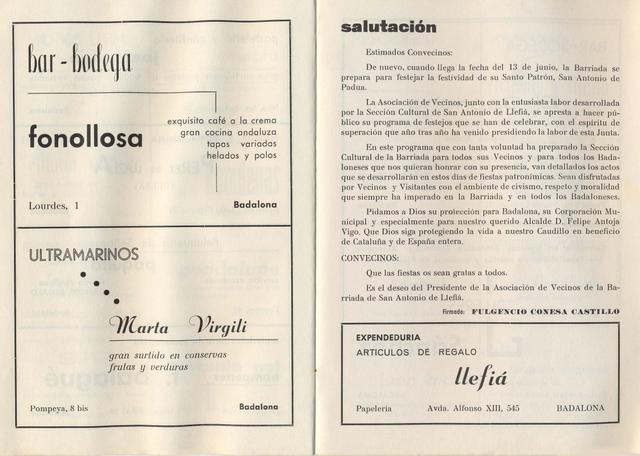 bar - bodega
fonollosa
exquisito café a la crema
gran cocina andaluza
tapas variadas
helados y polos
Lourdes, 1
Badalona
ULTRAMARINOS
Marta Virgili
gran surtido en conservas
frutas y verduras
Pompeya, 8 bis
Badalona
salutación
Estimados Convecinos:
De nuevo, cuando llega la fecha del 13 de junio, la Barriada se
prepara para festejar la festividad de su Santo Patrón, San Antonio de
Padua.
La Asociación de Vecinos, junto con la entusiasta labor desarrollada
por la Sección Cultural de San Antonio de Llefiá, se apresta a hacer pú-
blico su programa de festejos que se han de celebrar, con el espíritu de
superación que año tras año ha venido presidiendo la labor de esta Junta.
En este programa que con tanta voluntad ha preparado la Sección
Cultural de la Barriada para todos sus Vecinos y para todos los Bada-
loneses que nos quieran honrar con su presencia, van detallados los actos
que se desarrollarán en estos días de fiestas patronímicas. Sean disfrutadas
por Vecinos y Visitantes con el ambiente de civismo, respeto y moralidad
que siempre ha imperado en la Barriada y en todos los Badaloneses.
Pidamos a Dios su protección para Badalona, su Corporación Mu-
nicipal y especialmente para nuestro querido Alcalde D. Felipe Antoja
Vigo. Que Dios siga protegiendo la vida a nuestro Caudillo en beneficio
de Cataluña y de España entera.
CONVECINOS:
Que las fiestas os sean gratas a todos.
Es el deseo del Presidente de la Asociación de Vecinos de la Ba-
rriada de San Antonio de Llefiá.
Firmado: FULGENCIO CONESA CASTILLO
EXPENDEDURIA
ARTICULOS DE REGALO
llefiá
Papelería Avda. Alfonso XIII, 545 BADALONA